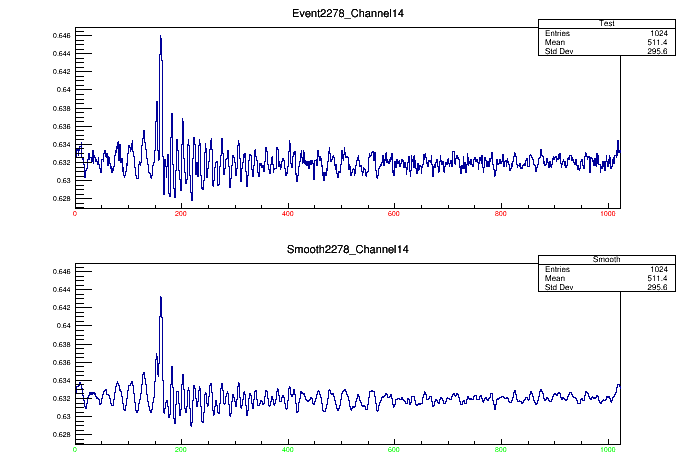 Event2278_Channel14
Test
Entries 1024
Mean 511.4
Std Dev 295.6
0.646
0.644
0.642
0.64
0.638
0.636
0.634
0.632
0.63
0.628
0 200 400 600 800 1000
Smooth2278_Channel14
Smooth
Entries 1024
Mean 511.4
Std Dev 295.6
0.646
0.644
0.642
0.64
0.638
0.636
0.634
0.632
0.63
0.628
0 200 400 600 800 1000